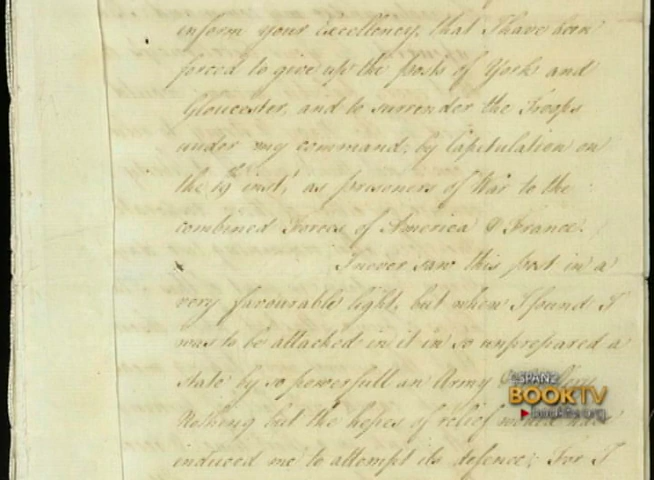 inform your Excellency, that I have been
forced to give up the posts of York and
Gloucester, and to surrender the Troops
under my command, by Capitulation on
the 19th inst, as prisoners of War to the
combined Forces of America & France.
I never saw this post in a
very favourable light, but when I found I
was to be attacked in it in so unprepared a
state by so powerfull an Army
Nothing but the hopes of relief would
induced me to attempt its defence; For I
C-SPAN2
BOOKTV
booktv.org